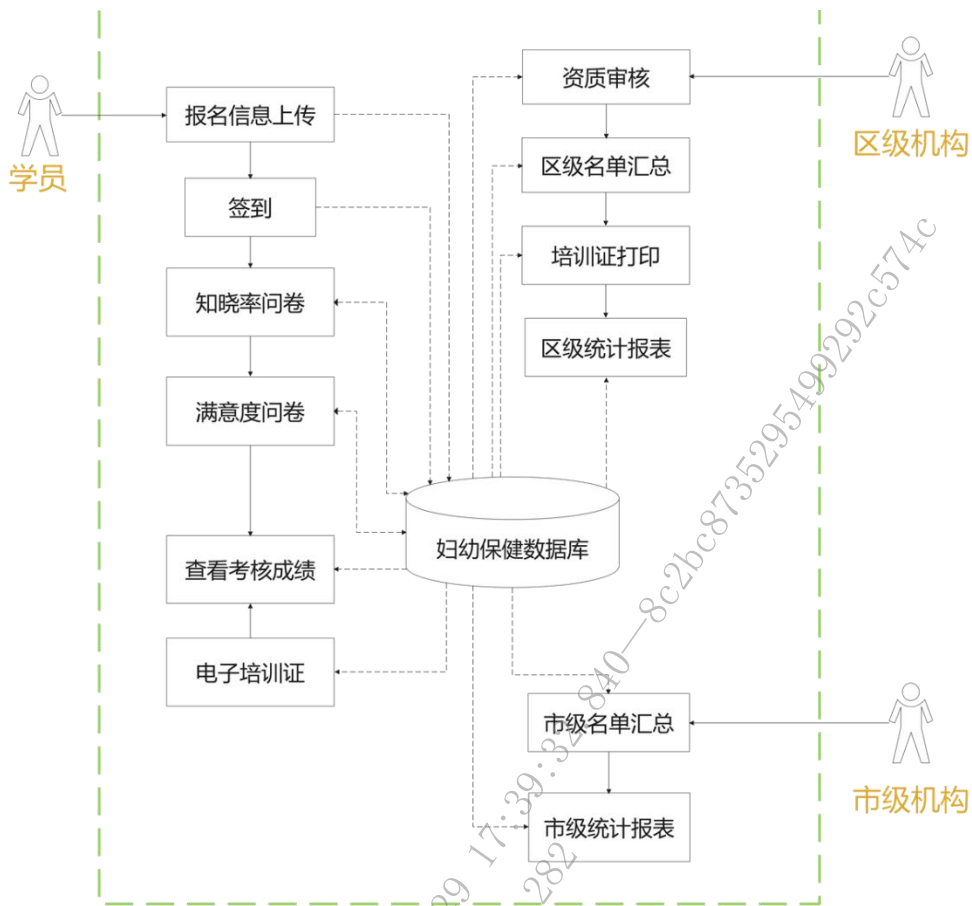 学员
报名信息上传
签到
知晓率问卷
满意度问卷
查看考核成绩
电子培训证
妇幼保健数据库
资质审核
区级名单汇总
培训证打印
区级统计报表
区级机构
市级名单汇总
市级统计报表
市级机构